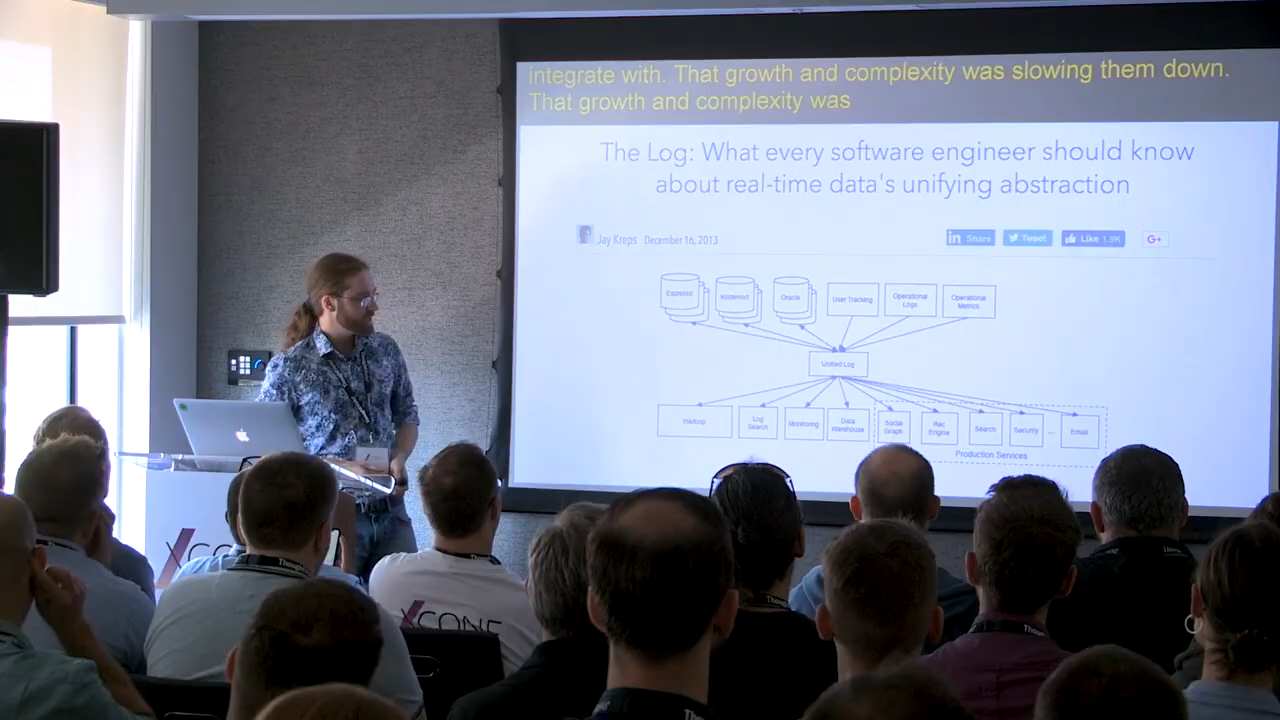 integrate with. That growth and complexity was slowing them down.
That growth and complexity was
The Log: What every software engineer should know
about real-time data's unifying abstraction
Jay Kreps December 16, 2013
in Share
Tweet
Like 1.9K
G+
Espresso
Voldemort
Oracle
User Tracking
Operational
Logs
Operational
Metrics
Unified Log
Hadoop
Log
Search
Monitoring
Data
Warehouse
Social
Graph
Rec
Engine
Search
Security
...
Email
Production Services
XCONF